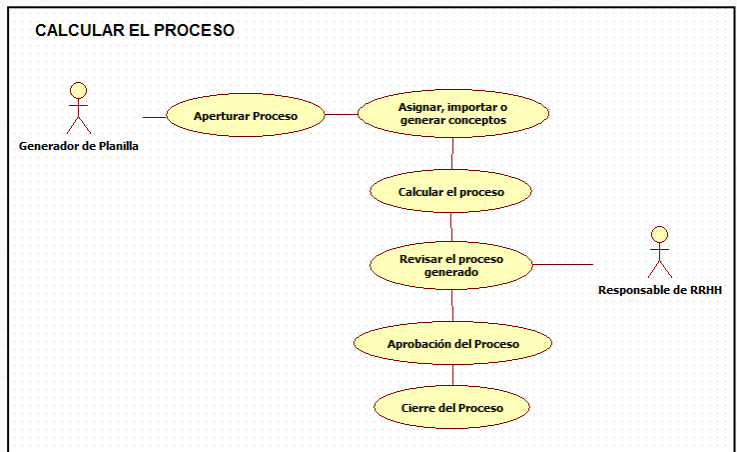 CALCULAR EL PROCESO
Generador de Planilla
Aperturar Proceso
Asignar, importar o
generar conceptos
Calcular el proceso
Revisar el proceso
generado
Responsable de RRHH
Aprobación del Proceso
Cierre del Proceso